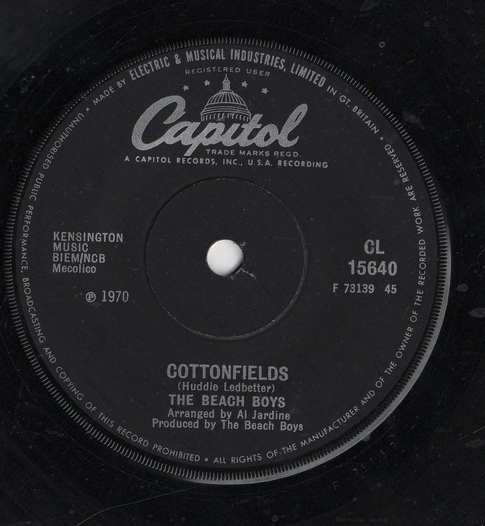 MADE BY ELECTRIC & MUSICAL INDUSTRIES, LIMITED IN GT. BRITAIN • ALL RIGHTS OF THE MANUFACTURER AND OF THE OWNER OF THE RECORDED WORK ARE RESERVED • UNAUTHORISED PUBLIC PERFORMANCE, BROADCASTING AND COPYING OF THIS RECORD PROHIBITED •
REGISTERED USER
Capitol
TRADE MARKS REGD.
A CAPITOL RECORDS, INC., U.S.A. RECORDING
KENSINGTON
MUSIC
BIEM/NCB
Mecolico
℗ 1970
CL
15640
F 73139 45
COTTONFIELDS
(Huddie Ledbetter)
THE BEACH BOYS
Arranged by Al Jardine
Produced by The Beach Boys